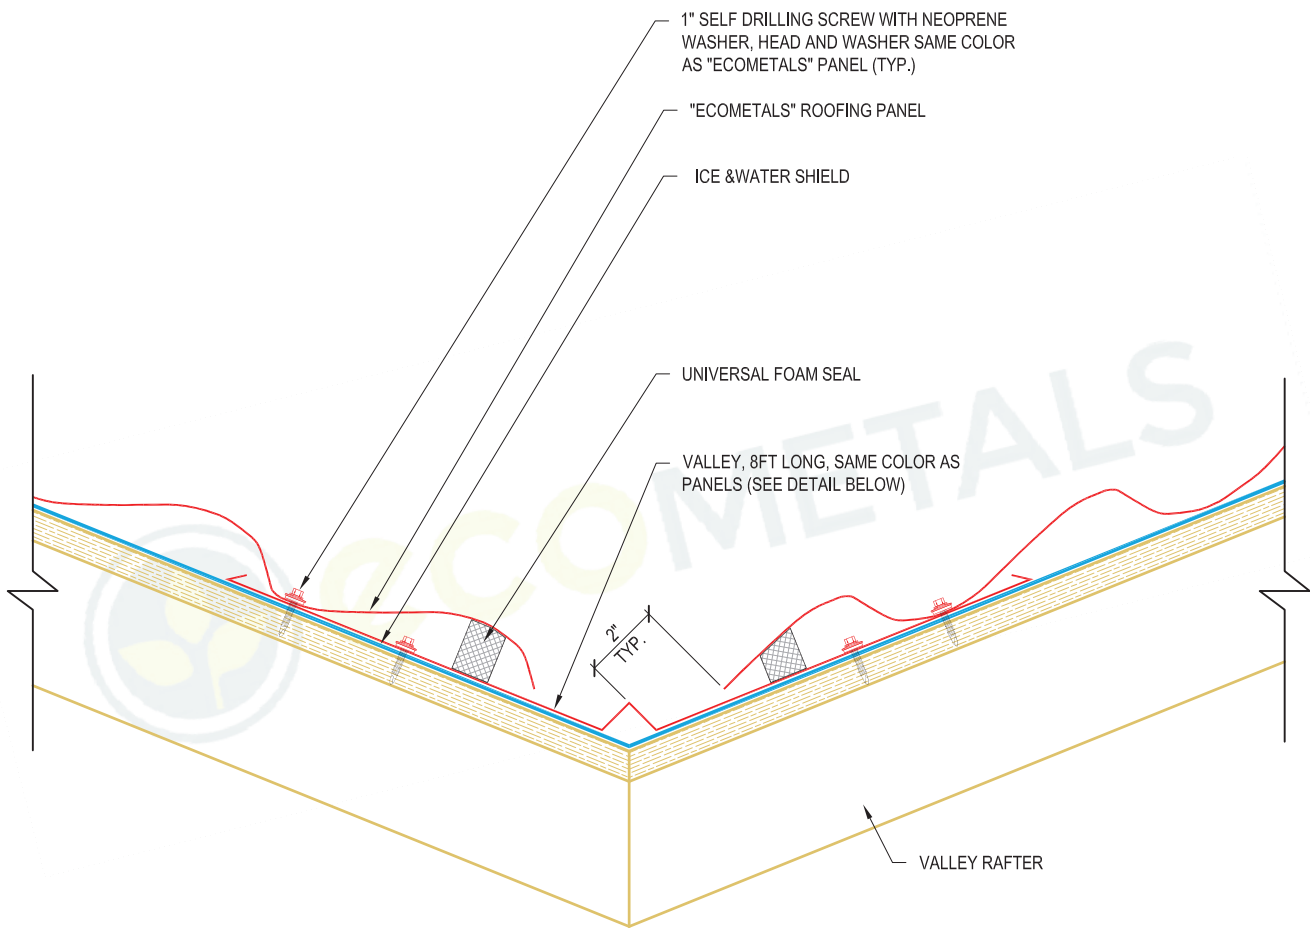 1" SELF DRILLING SCREW WITH NEOPRENE
WASHER, HEAD AND WASHER SAME COLOR
AS "ECOMETALS" PANEL (TYP.)
"ECOMETALS" ROOFING PANEL
ICE &WATER SHIELD
UNIVERSAL FOAM SEAL
VALLEY, 8FT LONG, SAME COLOR AS
PANELS (SEE DETAIL BELOW)
ecoMETALS
2"
TYP.
VALLEY RAFTER